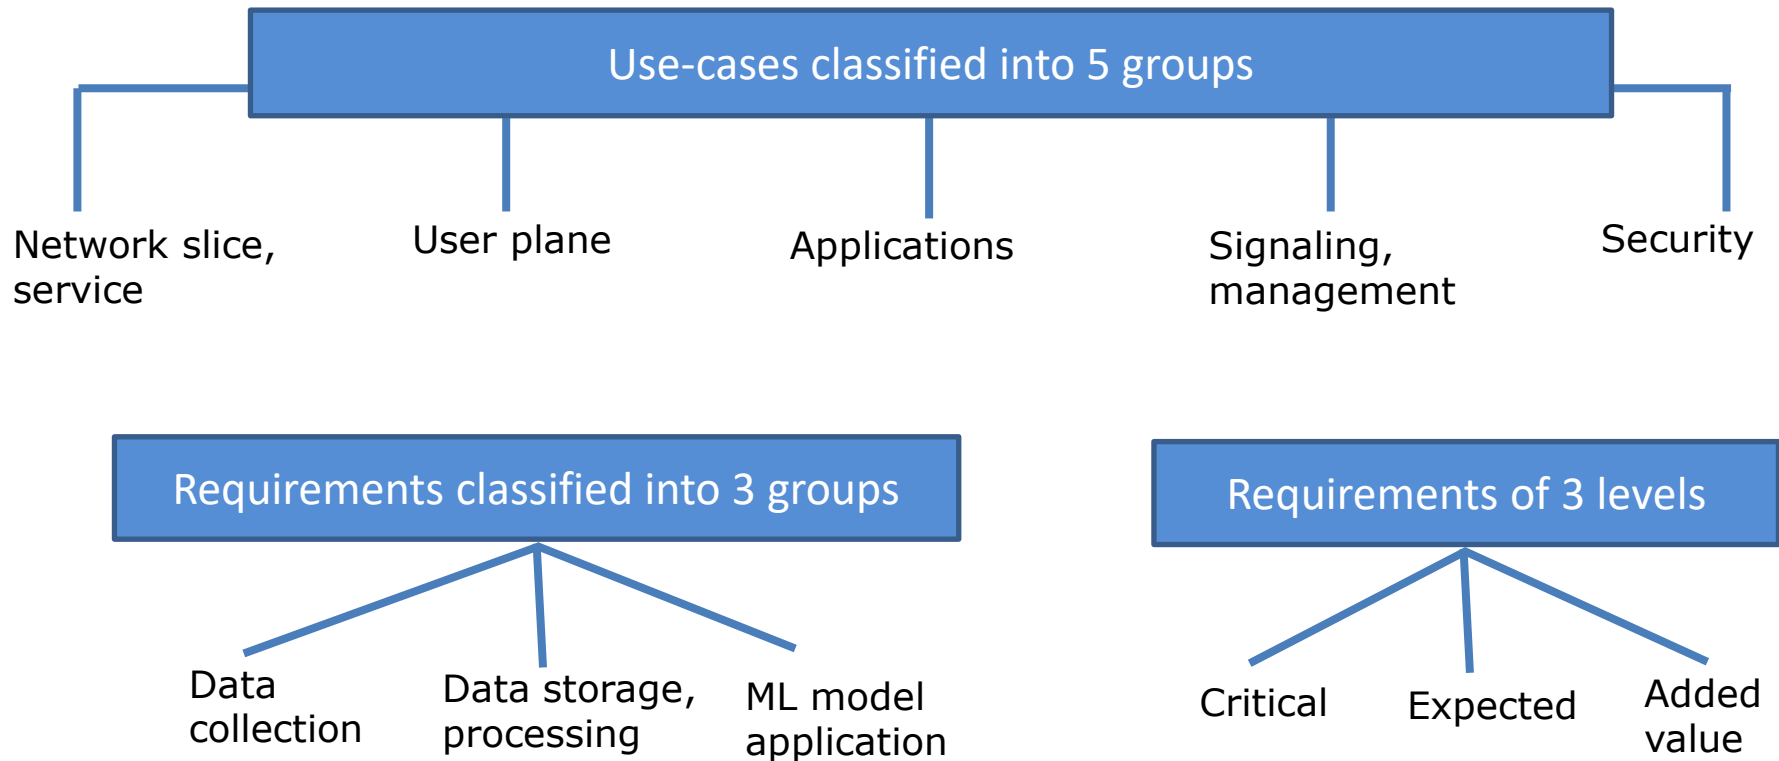 Use-cases classified into 5 groups
Network slice,
service
User plane
Applications
Signaling,
management
Security
Requirements classified into 3 groups
Data
collection
Data storage,
processing
ML model
application
Requirements of 3 levels
Critical
Expected
Added
value